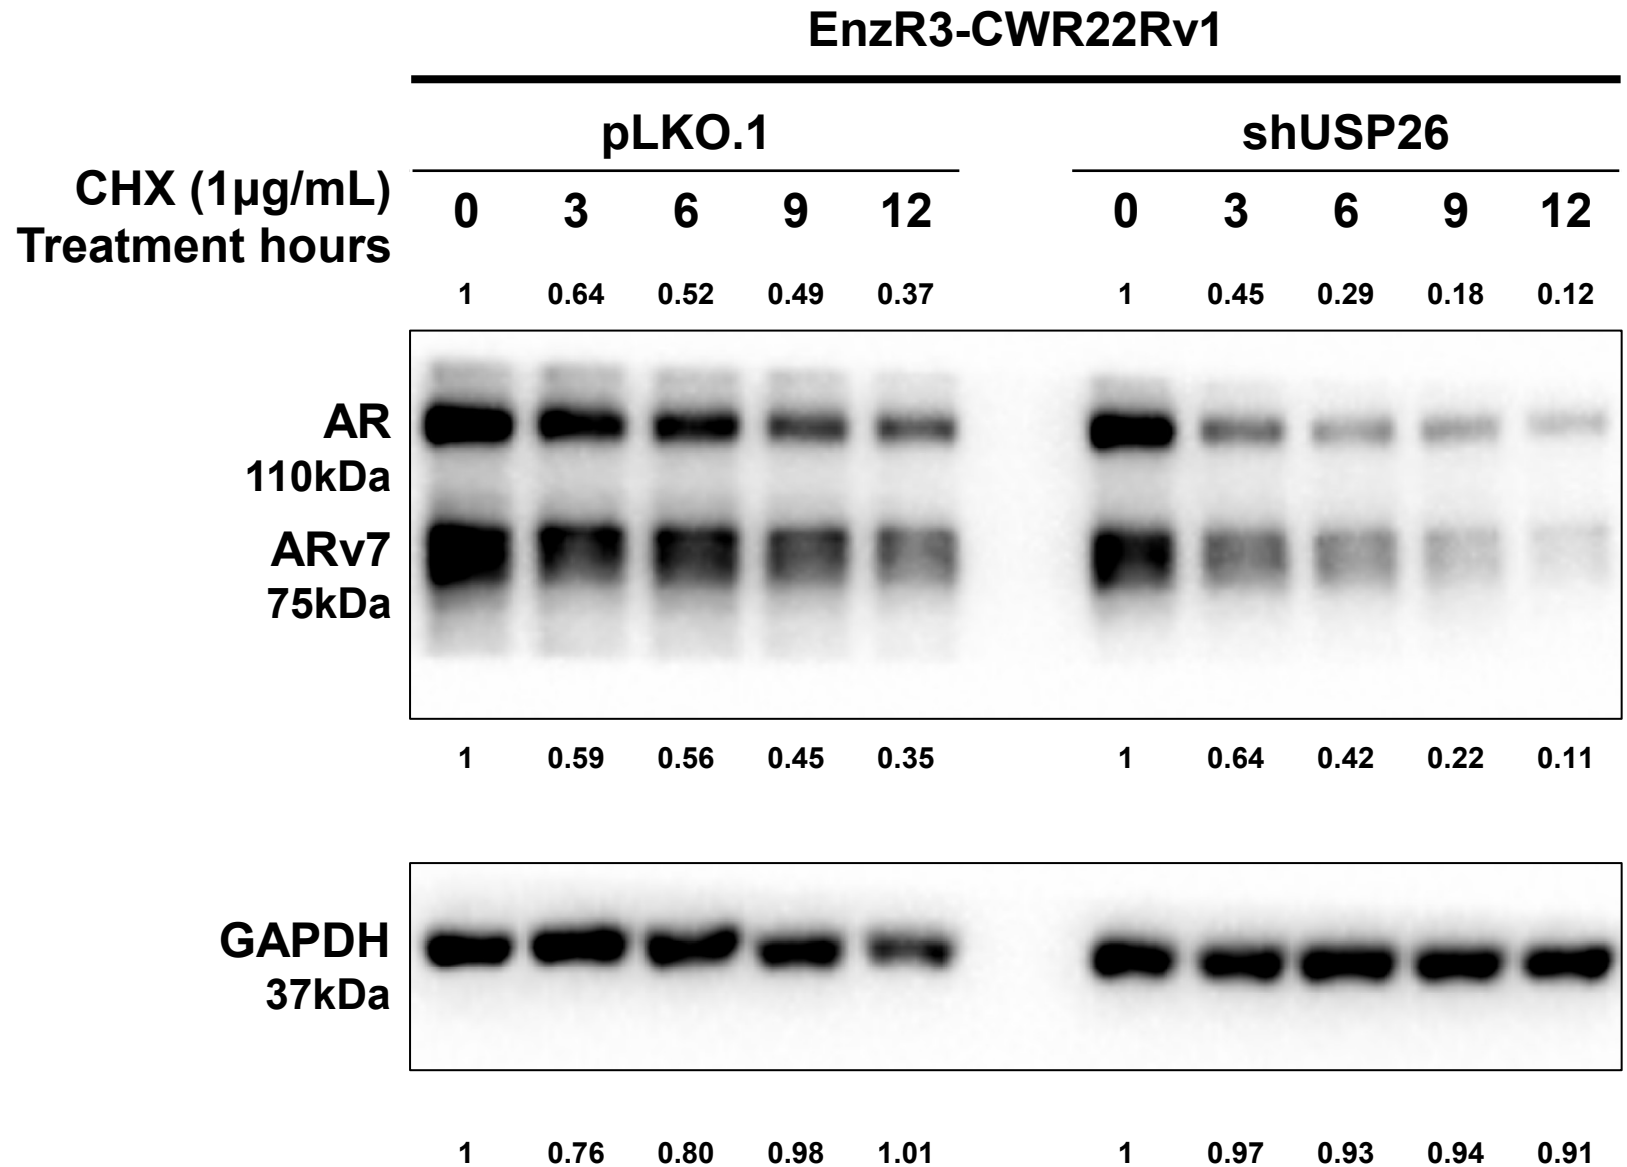 EnzR3-CWR22Rv1
pLKO.1 shUSP26
CHX (1µg/mL)
Treatment hours
0 3 6 9 12 0 3 6 9 12
1 0.64 0.52 0.49 0.37 1 0.45 0.29 0.18 0.12
AR
110kDa
ARv7
75kDa
1 0.59 0.56 0.45 0.35 1 0.64 0.42 0.22 0.11
GAPDH
37kDa
1 0.76 0.80 0.98 1.01 1 0.97 0.93 0.94 0.91